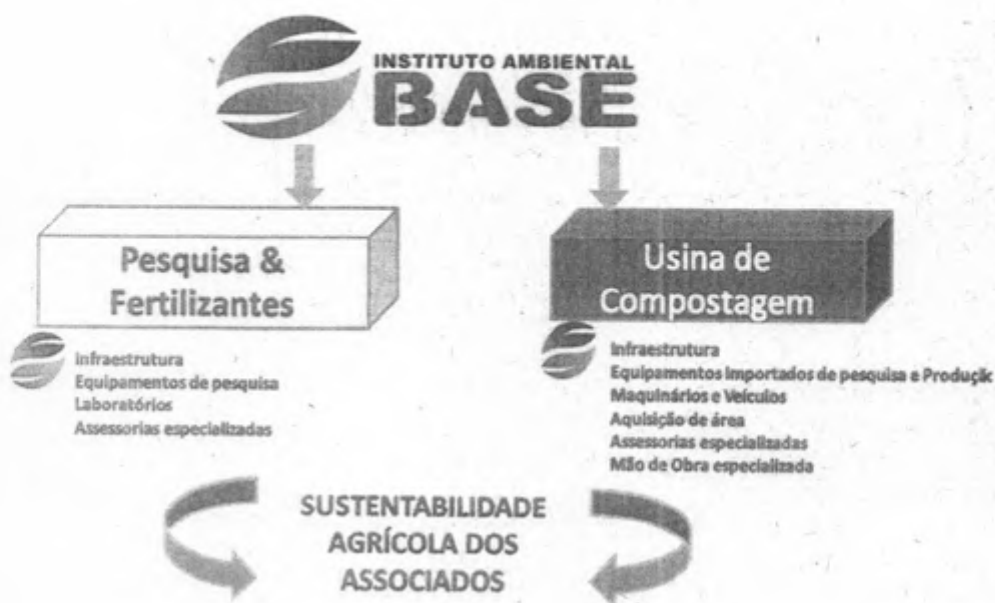 INSTITUTO AMBIENTAL
BASE
Pesquisa &
Fertilizantes
Infraestrutura
Equipamentos de pesquisa
Laboratórios
Assessorias especializadas
Usina de
Compostagem
Infraestrutura
Equipamentos Importados de pesquisa e Produçik
Maquinários e Veículos
Aquisição de área
Assessorias especializadas
Mão de Obra especializada
SUSTENTABILIDADE
AGRÍCOLA DOS
ASSOCIADOS